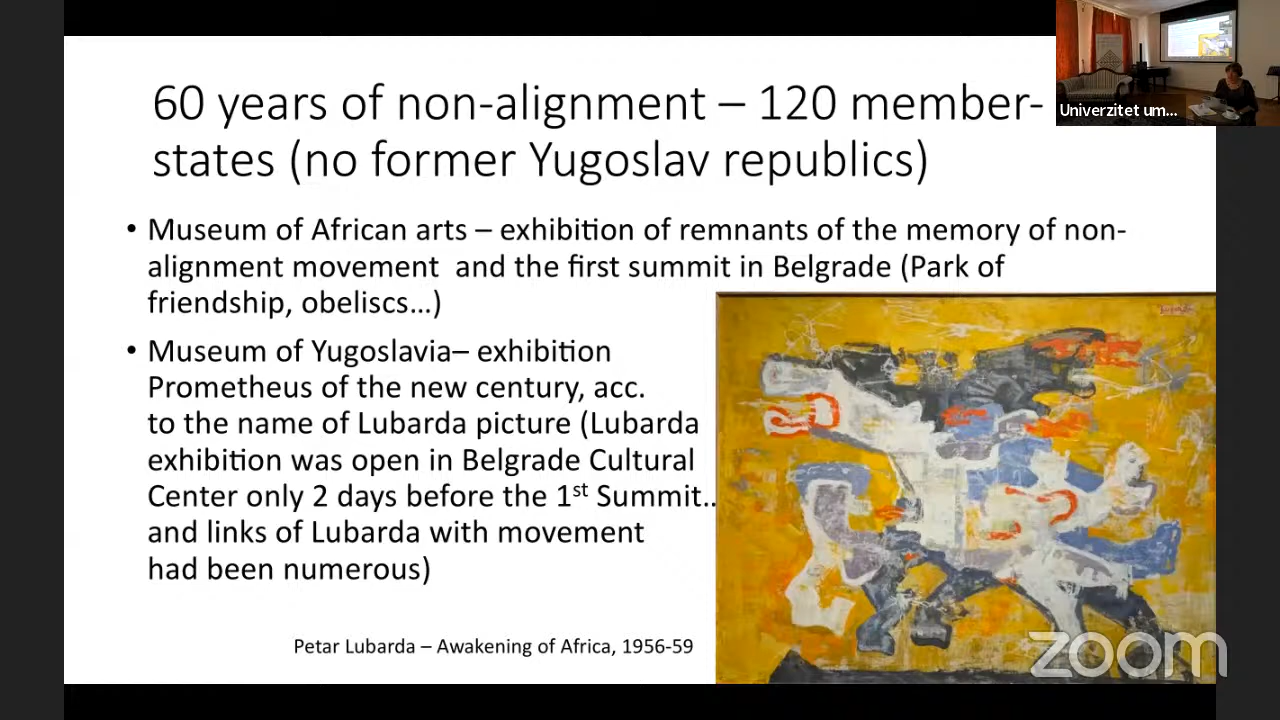 60 years of non-alignment – 120 member-
states (no former Yugoslav republics)
Univerzitet um...
• Museum of African arts – exhibition of remnants of the memory of non-
alignment movement and the first summit in Belgrade (Park of
friendship, obeliscs...)
• Museum of Yugoslavia– exhibition
Prometheus of the new century, acc.
to the name of Lubarda picture (Lubarda
exhibition was open in Belgrade Cultural
Center only 2 days before the 1st Summit..
and links of Lubarda with movement
had been numerous)
Petar Lubarda – Awakening of Africa, 1956-59
zoom